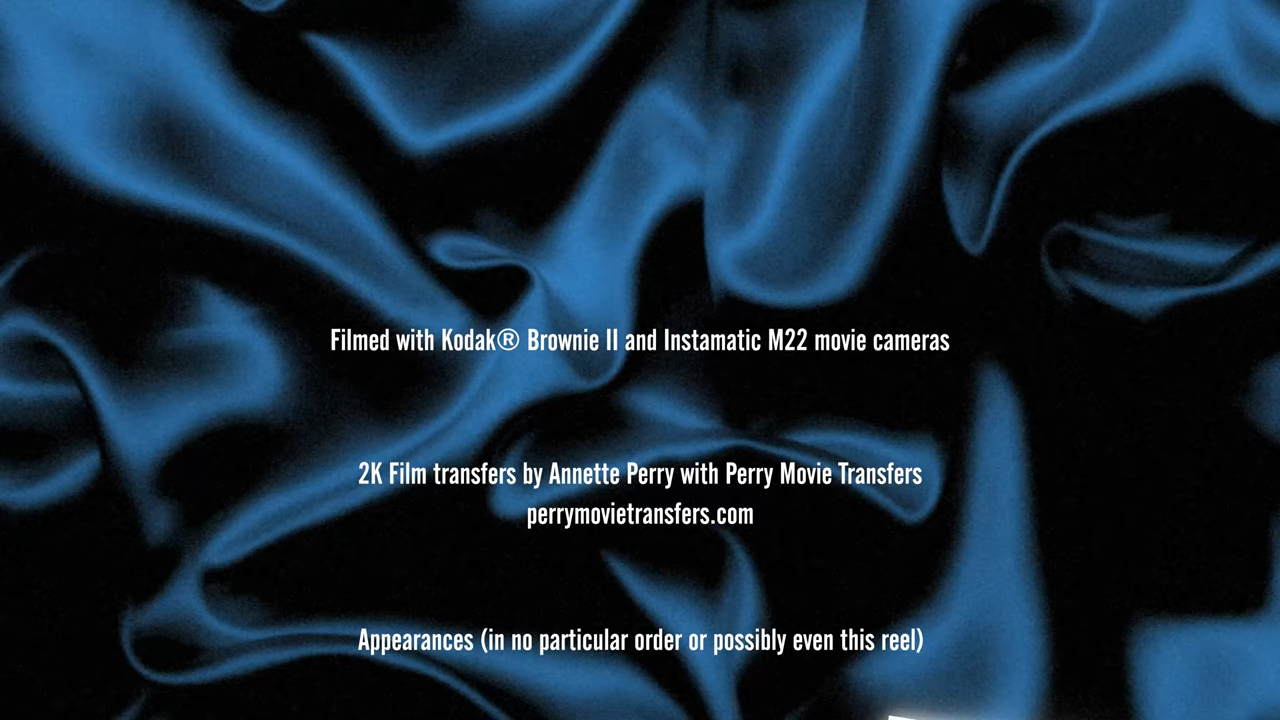 Filmed with Kodak® Brownie II and Instamatic M22 movie cameras
2K Film transfers by Annette Perry with Perry Movie Transfers
perrymovietransfers.com
Appearances (in no particular order or possibly even this reel)